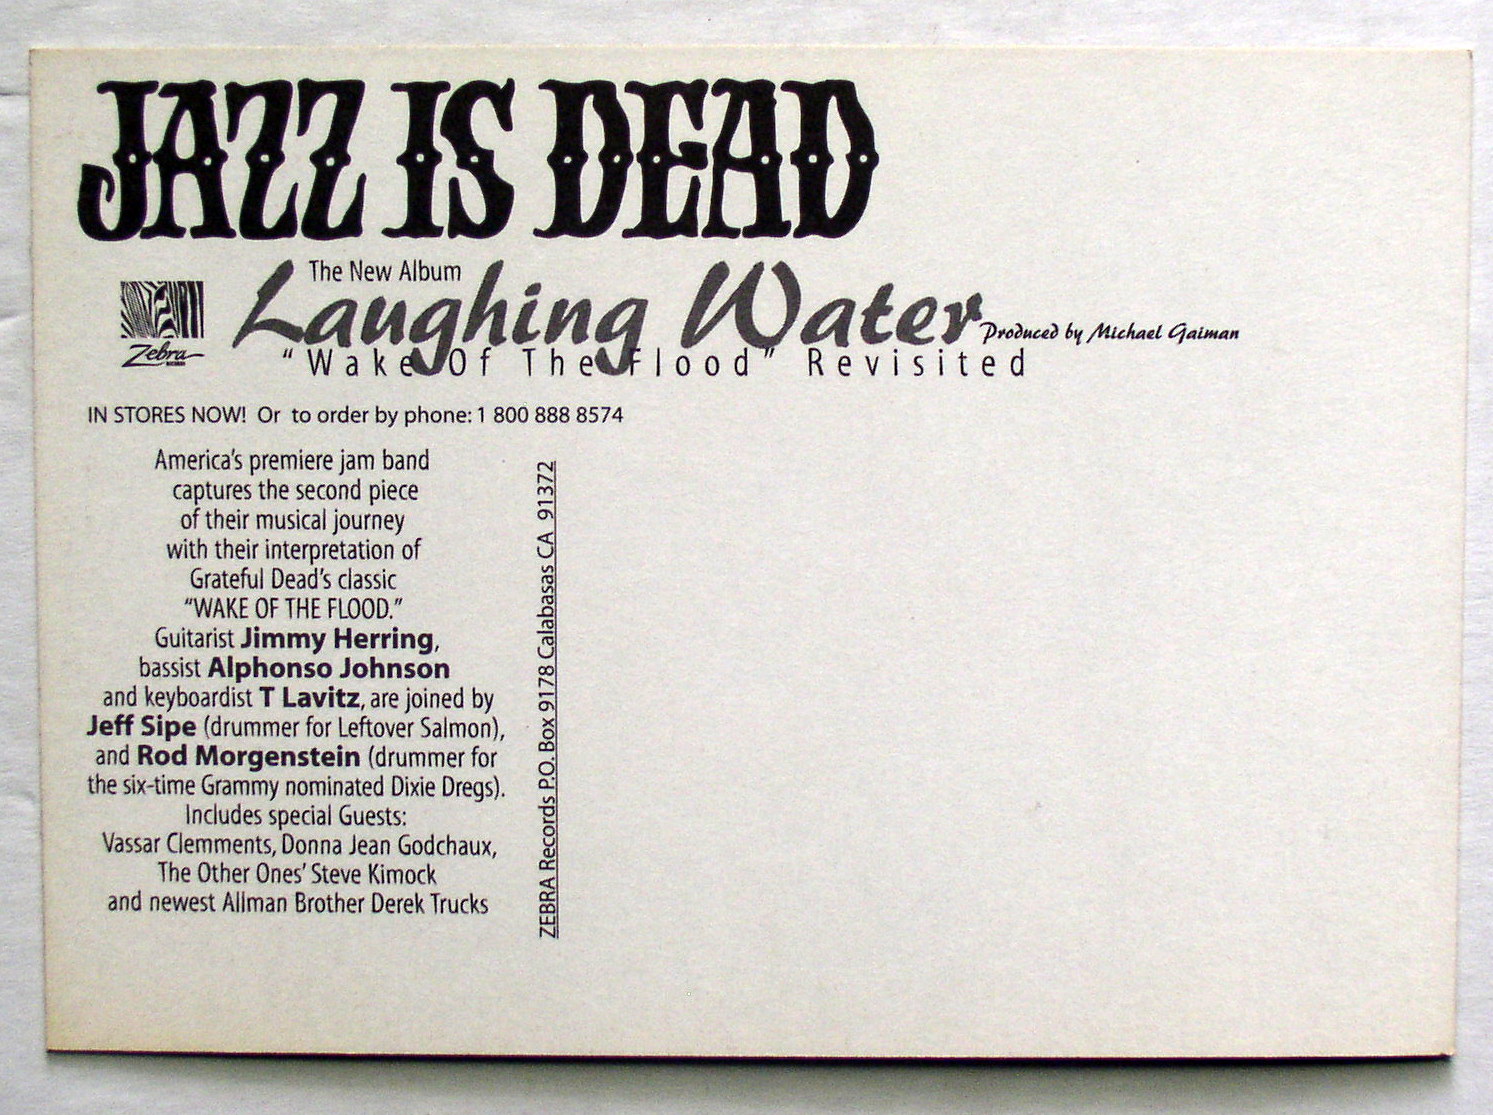 JAZZ IS DEAD
The New Album
Laughing Water
Produced by Michael Gaiman
Zebra
"Wake Of The Flood" Revisited
IN STORES NOW! Or to order by phone: 1 800 888 8574
America's premiere jam band
captures the second piece
of their musical journey
with their interpretation of
Grateful Dead's classic
"WAKE OF THE FLOOD."
Guitarist Jimmy Herring,
bassist Alphonso Johnson
and keyboardist T Lavitz, are joined by
Jeff Sipe (drummer for Leftover Salmon),
and Rod Morgenstein (drummer for
the six-time Grammy nominated Dixie Dregs).
Includes special Guests:
Vassar Clemments, Donna Jean Godchaux,
The Other Ones' Steve Kimock
and newest Allman Brother Derek Trucks
ZEBRA Records P.O. Box 9178 Calabasas CA 91372